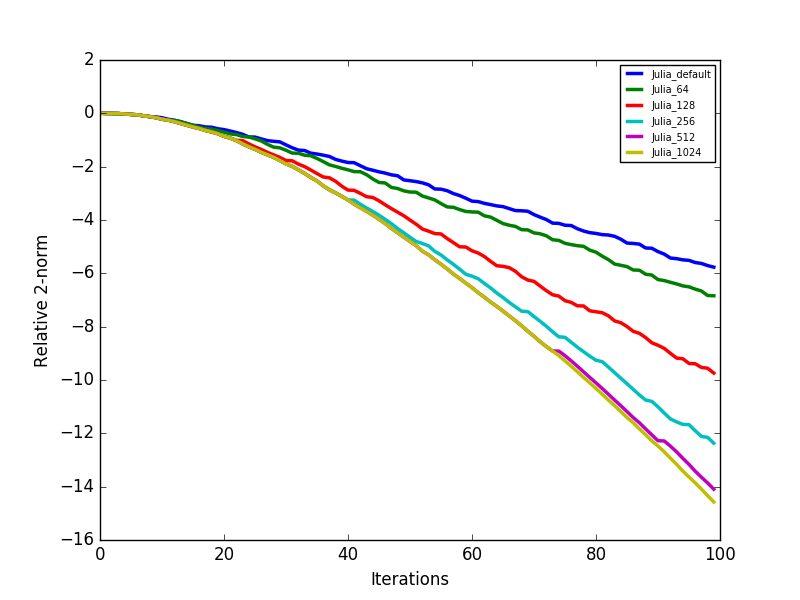 2
0
−2
−4
−6
−8
−10
−12
−14
−16
Relative 2-norm
0 20 40 60 80 100
Iterations
Julia_default
Julia_64
Julia_128
Julia_256
Julia_512
Julia_1024